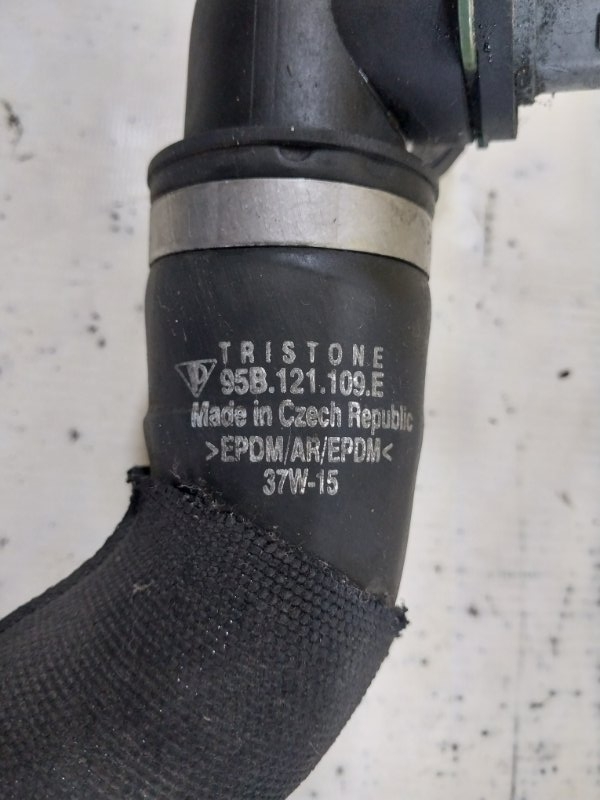 TRISTONE
95B.121.109.E
Made in Czech Republic
>EPDM/AR/EPDM<
37W-15